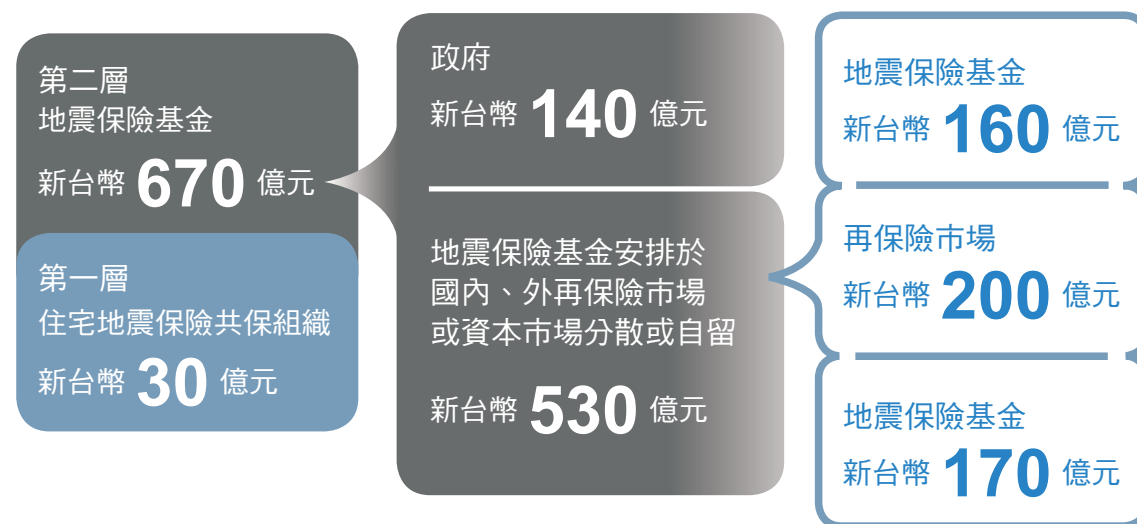 第二層
地震保險基金
新台幣 670 億元
第一層
住宅地震保險共保組織
新台幣 30 億元
政府
新台幣 140 億元
地震保險基金安排於
國內、外再保險市場
或資本市場分散或自留
新台幣 530 億元
地震保險基金
新台幣 160 億元
再保險市場
新台幣 200 億元
地震保險基金
新台幣 170 億元